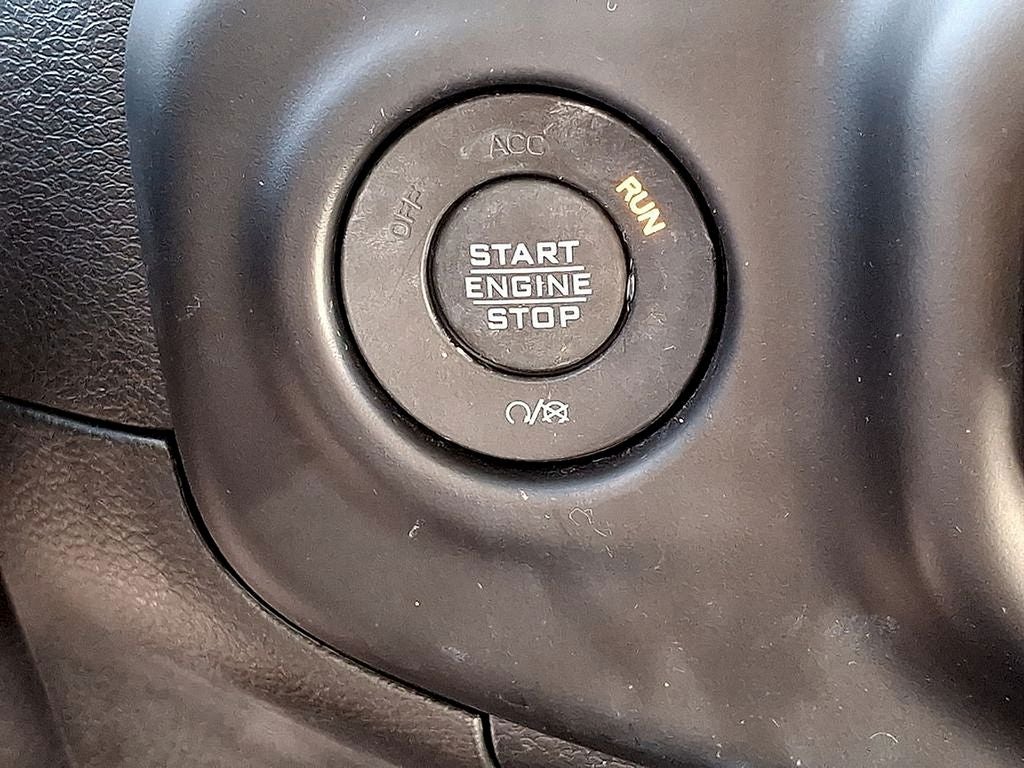 ACC
OFF
RUN
START
ENGINE
STOP